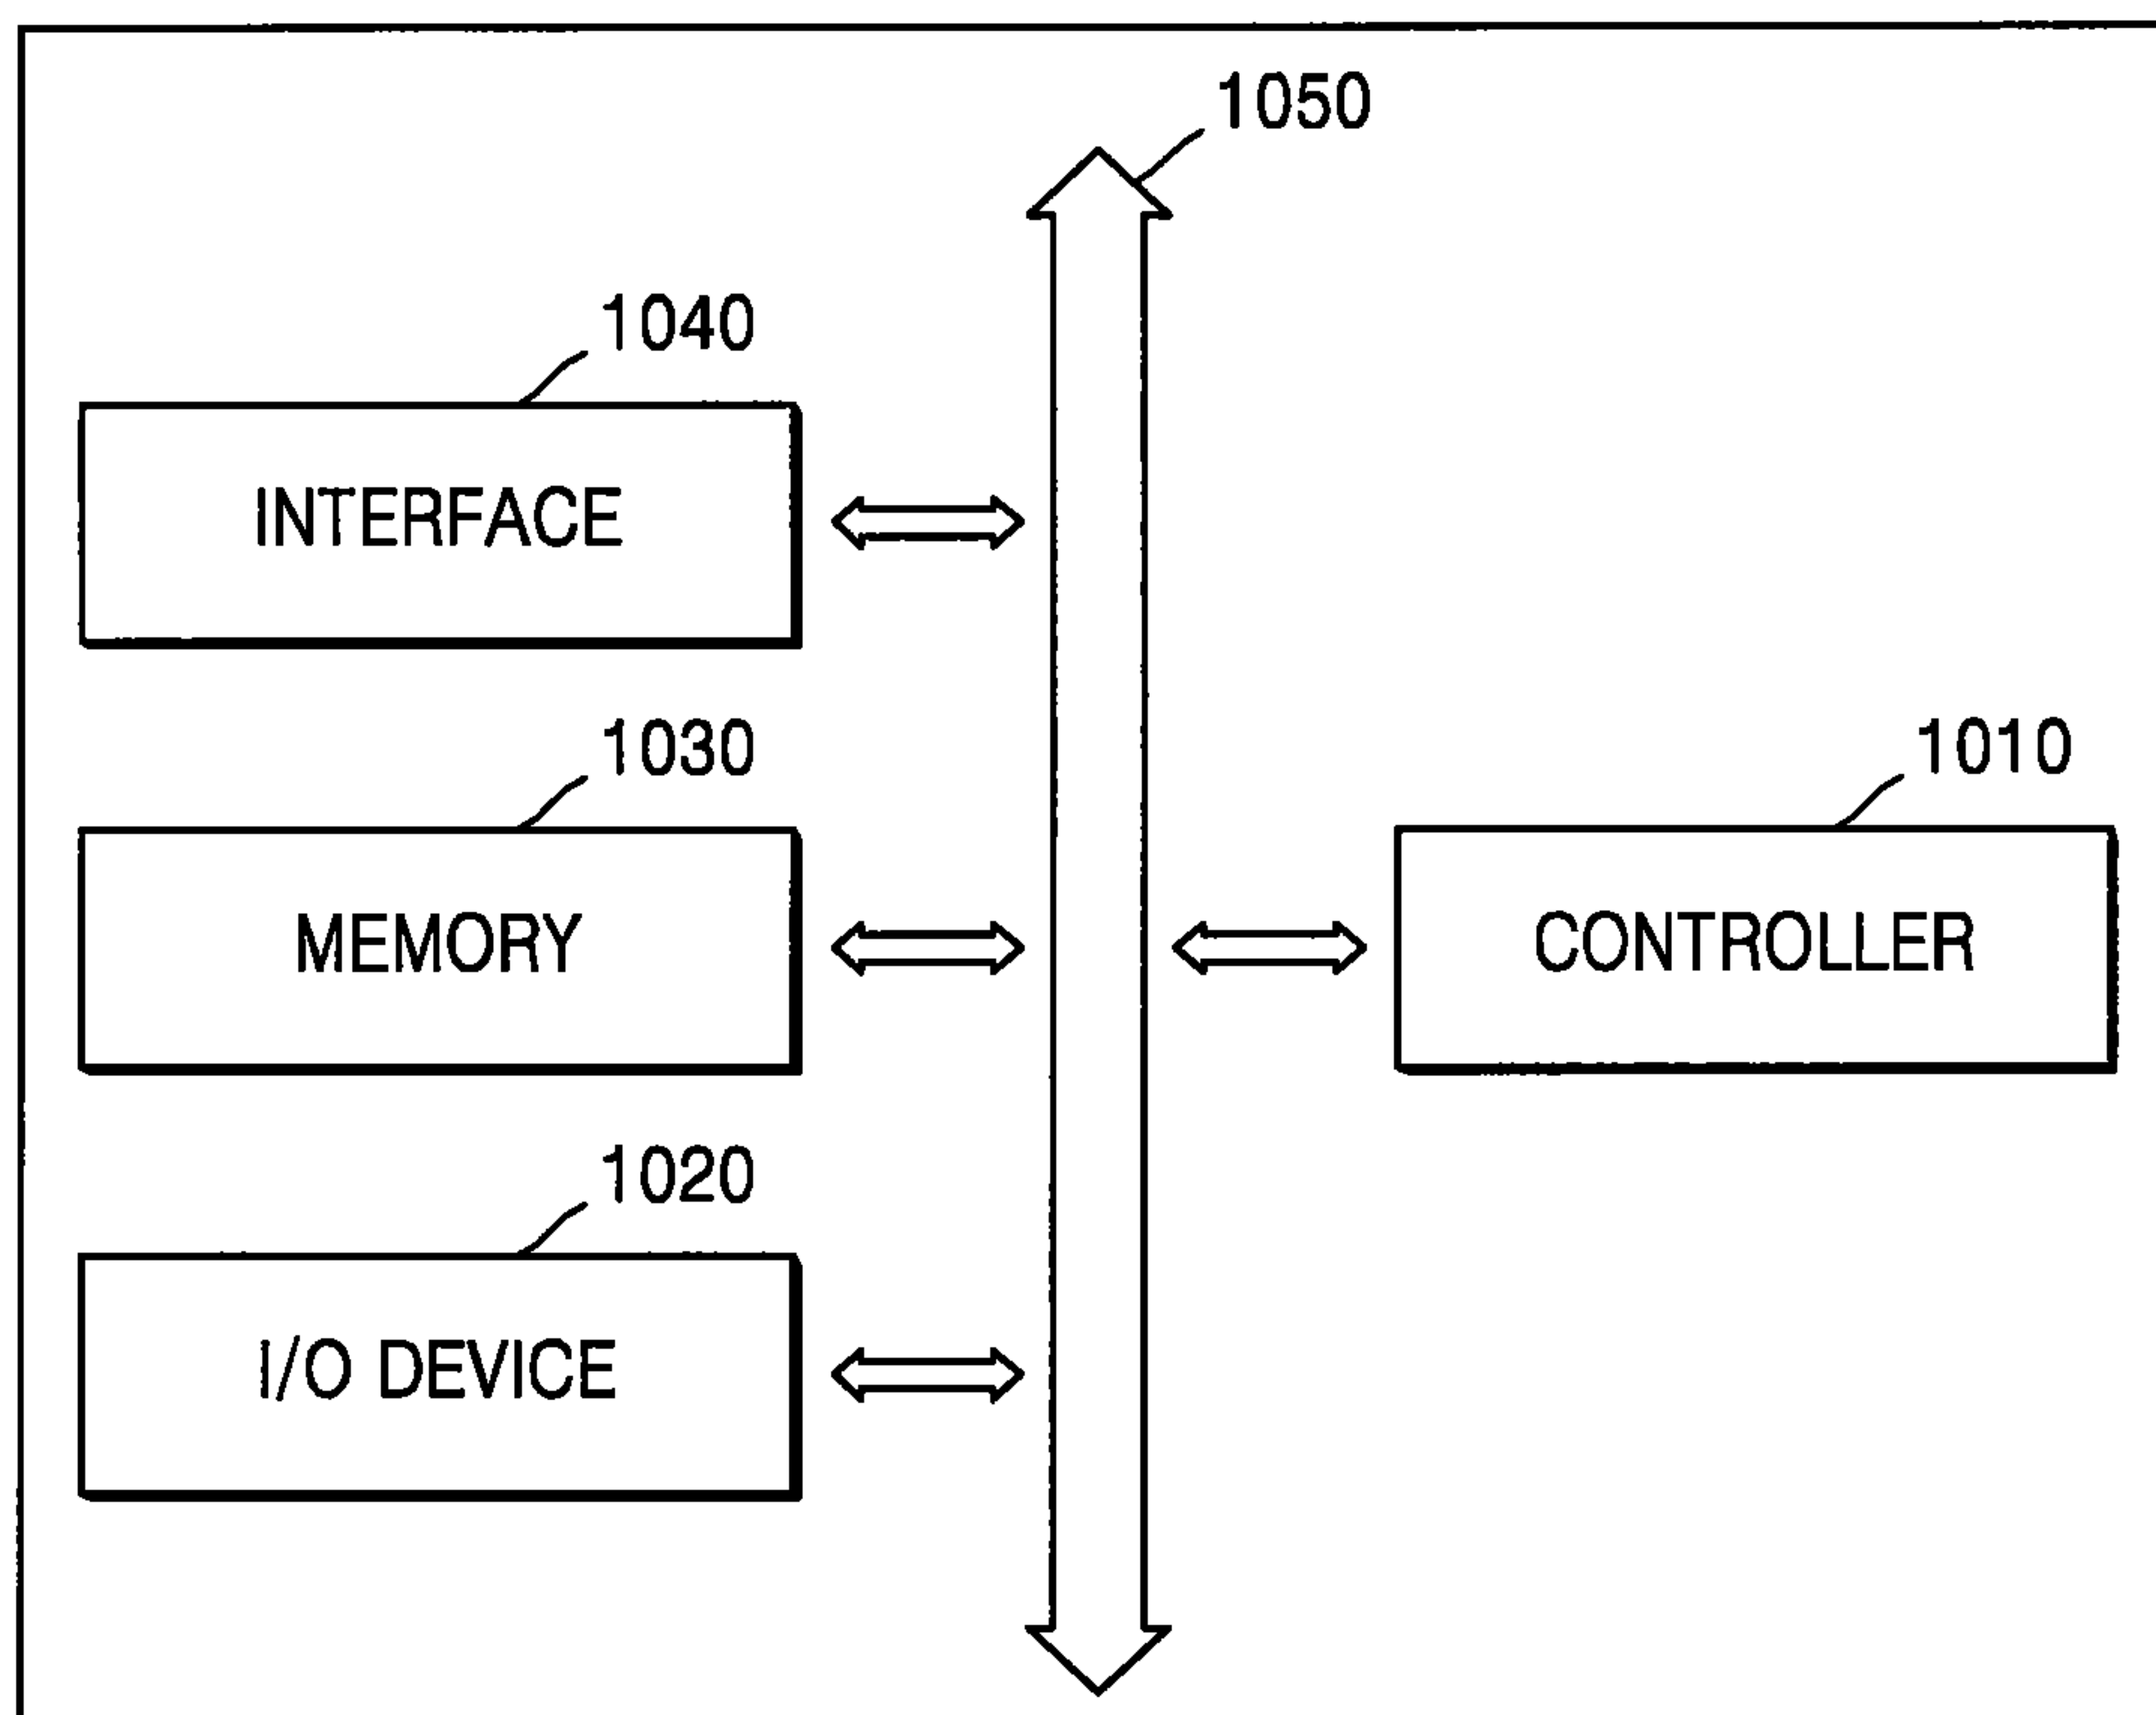 1050
1040
INTERFACE
1030
1010
MEMORY
CONTROLLER
1020
I/O DEVICE